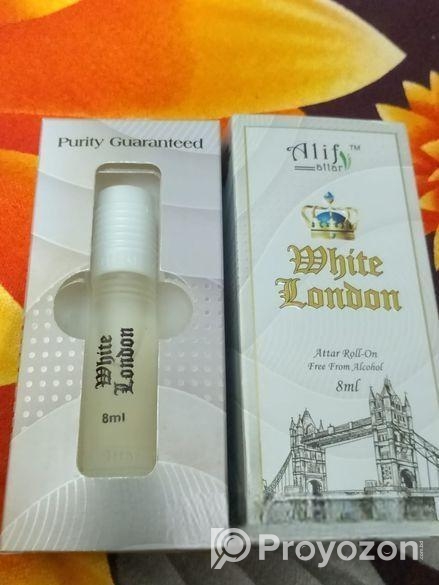 Purity Guaranteed
White
London
8ml
Alif ™
attar
White
London
Attar Roll-On
Free From Alcohol
8ml
Proyozon